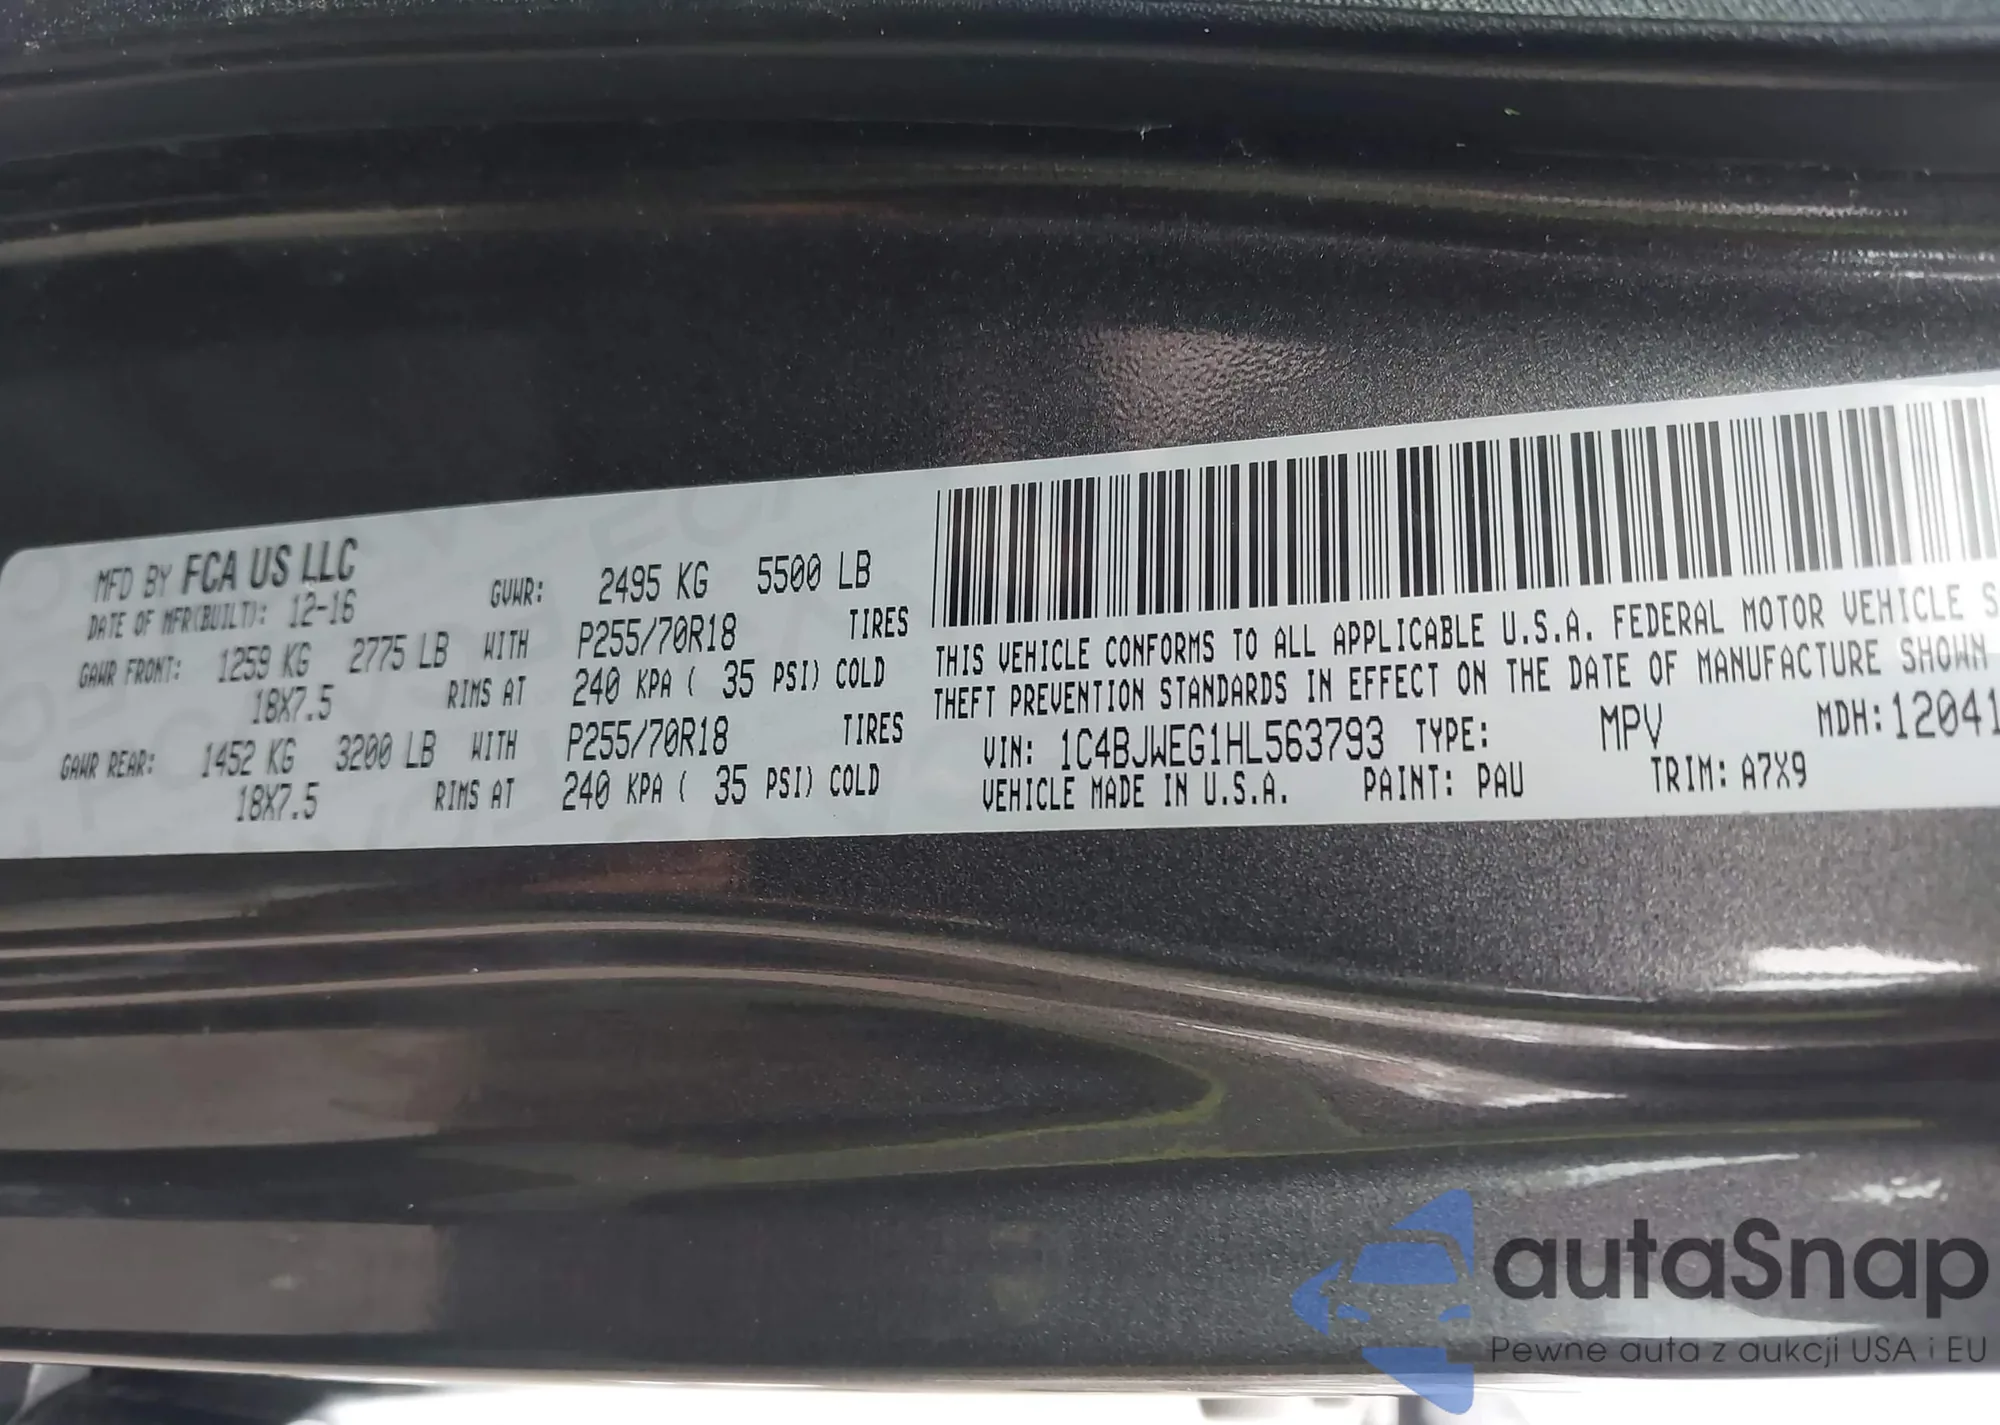 MFD BY FCA US LLC
DATE OF MFR(BUILT): 12-16
GVWR: 2495 KG 5500 LB
GAWR FRONT: 1259 KG 2775 LB WITH P255/70R18 TIRES
18X7.5 RIMS AT 240 KPA ( 35 PSI) COLD
GAWR REAR: 1452 KG 3200 LB WITH P255/70R18 TIRES
18X7.5 RIMS AT 240 KPA ( 35 PSI) COLD
THIS VEHICLE CONFORMS TO ALL APPLICABLE U.S.A. FEDERAL MOTOR VEHICLE S
THEFT PREVENTION STANDARDS IN EFFECT ON THE DATE OF MANUFACTURE SHOWN
VIN: 1C4BJWEG1HL563793 TYPE: MPV MDH: 12041
VEHICLE MADE IN U.S.A. PAINT: PAU TRIM: A7X9
autaSnap
Pewne auta z aukcji USA i EU